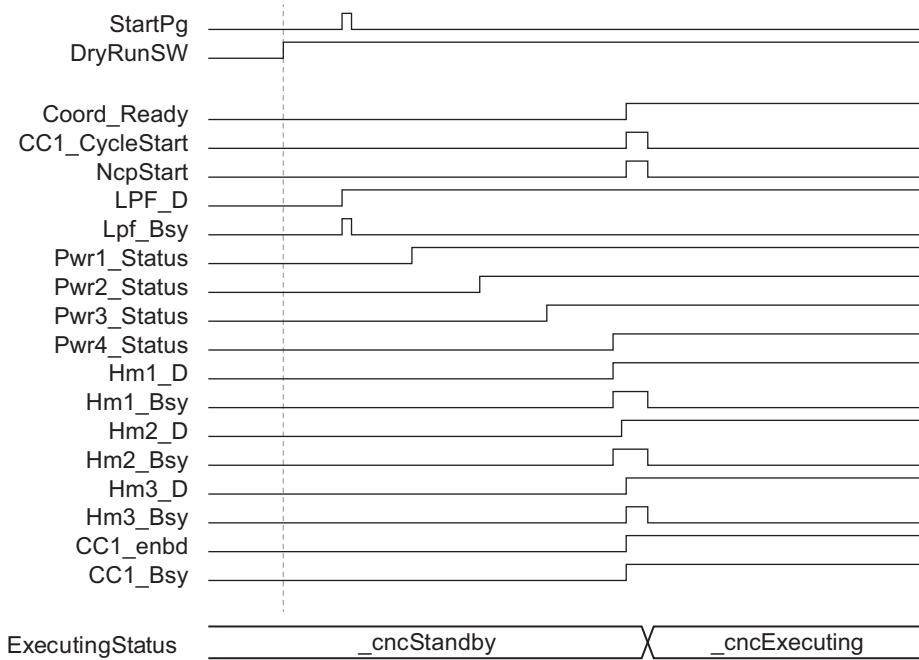 StartPg
DryRunSW
Coord_Ready
CC1_CycleStart
NcpStart
LPF_D
Lpf_Bsy
Pwr1_Status
Pwr2_Status
Pwr3_Status
Pwr4_Status
Hm1_D
Hm1_Bsy
Hm2_D
Hm2_Bsy
Hm3_D
Hm3_Bsy
CC1_enbd
CC1_Bsy
ExecutingStatus _cncStandby _cncExecuting